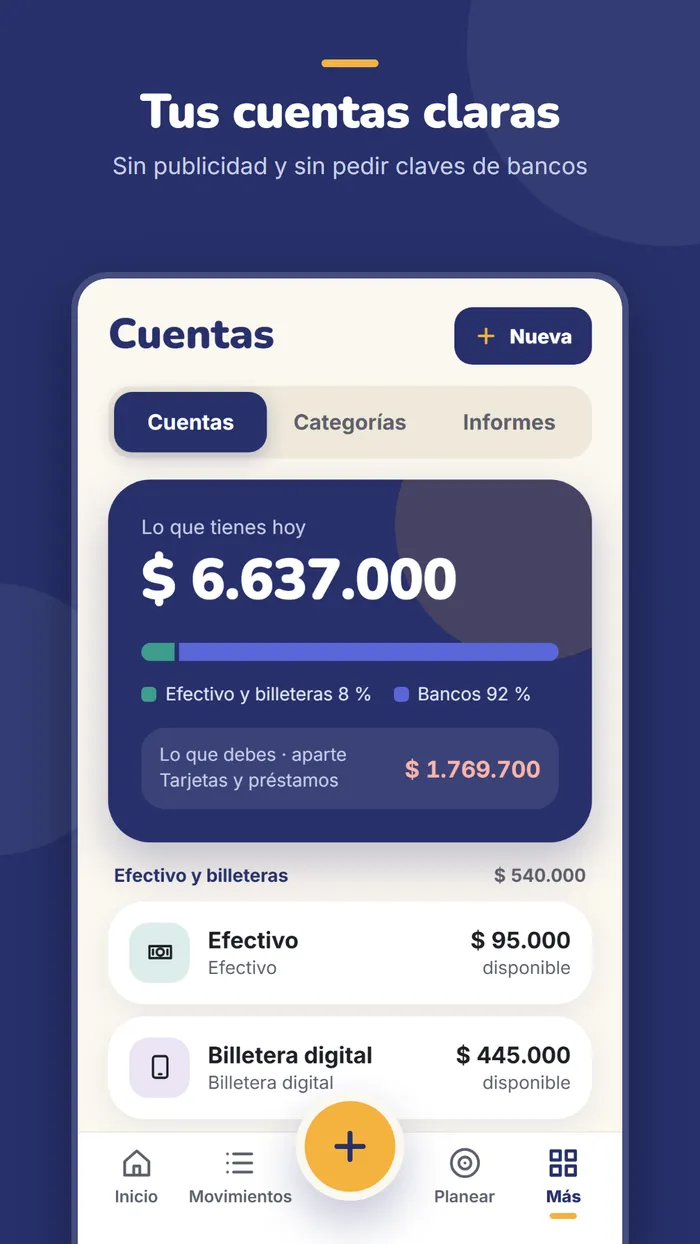 Tus cuentas claras
Sin publicidad y sin pedir claves de bancos
Cuentas
+ Nueva
Cuentas Categorías Informes
Lo que tienes hoy
$ 6.637.000
Efectivo y billeteras 8 % Bancos 92 %
Lo que debes · aparte
Tarjetas y préstamos
$ 1.769.700
Efectivo y billeteras $ 540.000
Efectivo $ 95.000
Efectivo disponible
Billetera digital $ 445.000
Billetera digital disponible
Inicio Movimientos Planear Más